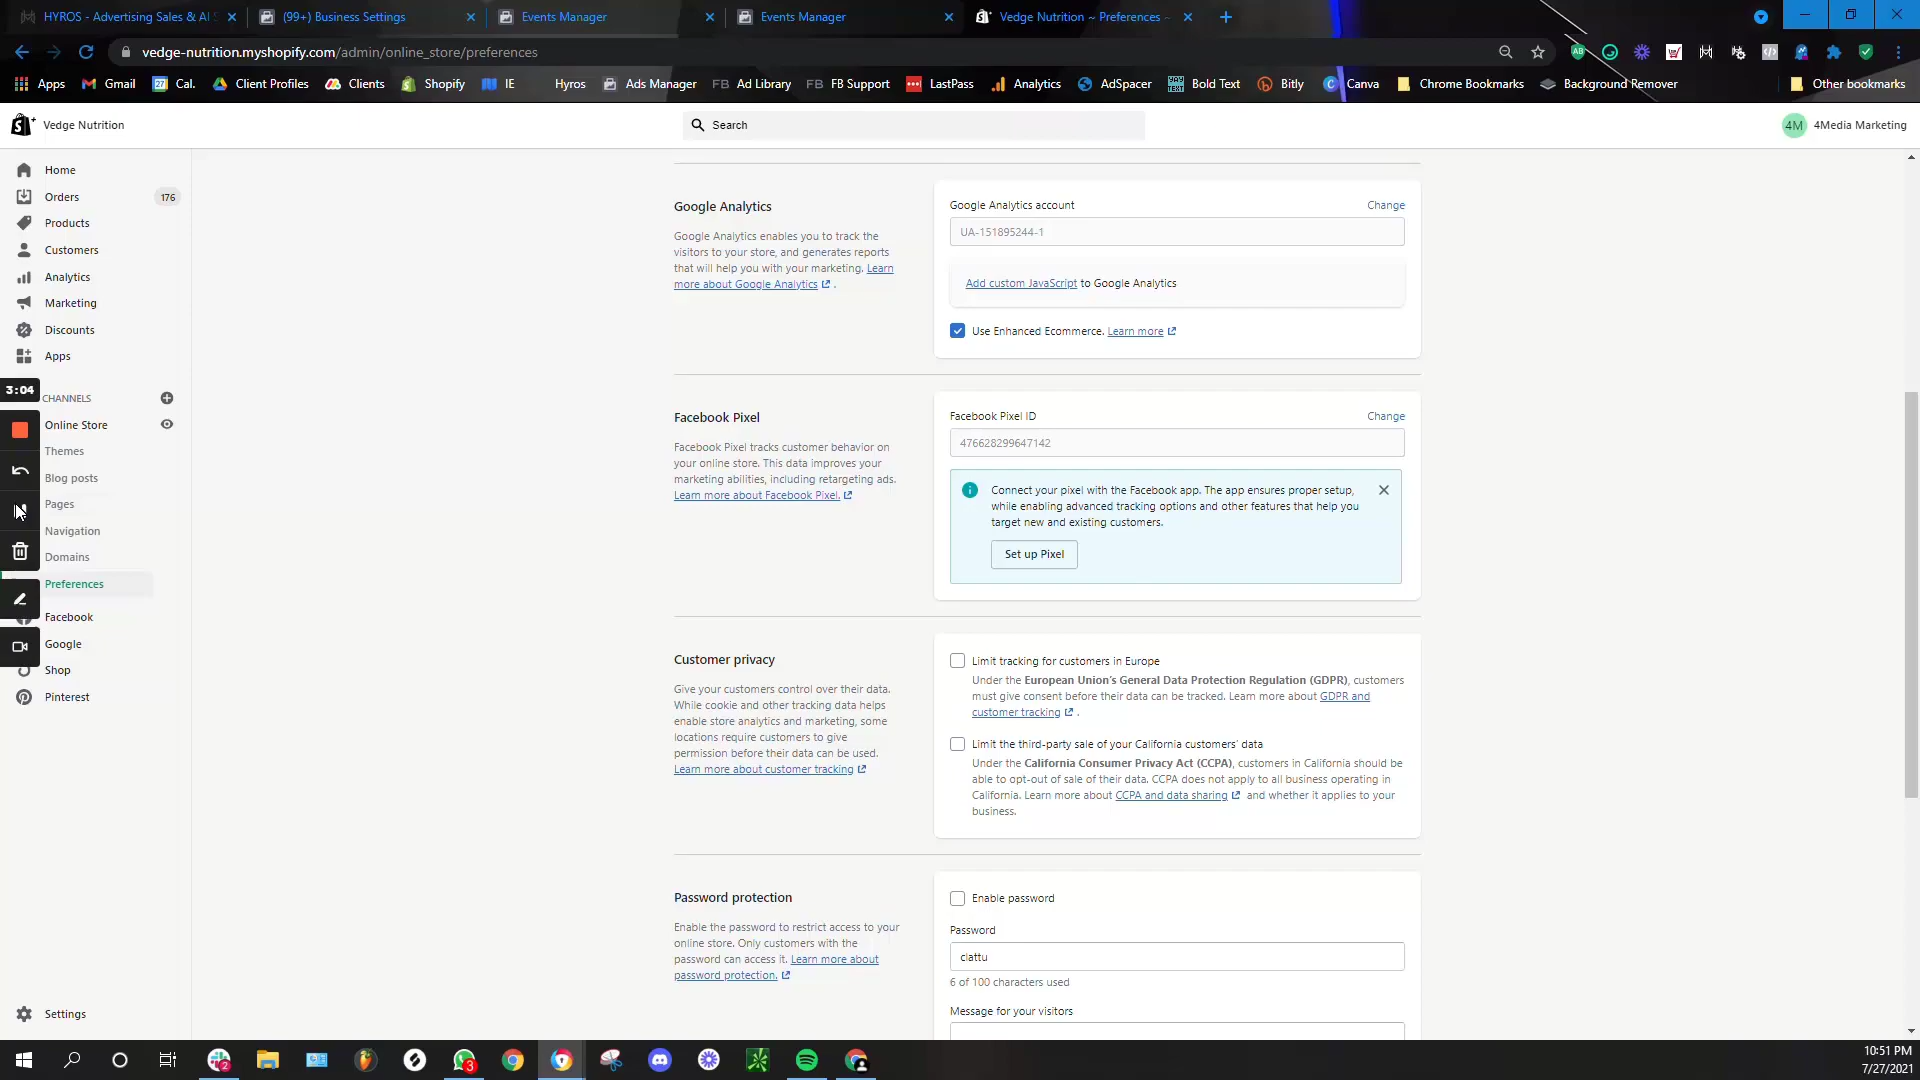 HYROS - Advertising Sales & AI S
(99+) Business Settings
Events Manager
Events Manager
Vedge Nutrition ~ Preferences ~
vedge-nutrition.myshopify.com/admin/online_store/preferences
Apps
Gmail
Cal.
Client Profiles
Clients
Shopify
IE
Hyros
Ads Manager
FB Ad Library
FB FB Support
LastPass
Analytics
AdSpacer
Bold Text
Bitly
Canva
Chrome Bookmarks
Background Remover
Other bookmarks
Vedge Nutrition
Search
4M 4Media Marketing
Home
Orders 176
Products
Customers
Analytics
Marketing
Discounts
Apps
3:04
CHANNELS
Online Store
Themes
Blog posts
Pages
Navigation
Domains
Preferences
Facebook
Google
Shop
Pinterest
Settings
Google Analytics
Google Analytics enables you to track the
visitors to your store, and generates reports
that will help you with your marketing. Learn
more about Google Analytics .
Google Analytics account Change
UA-151895244-1
Add custom JavaScript to Google Analytics
Use Enhanced Ecommerce. Learn more
Facebook Pixel
Facebook Pixel tracks customer behavior on
your online store. This data improves your
marketing abilities, including retargeting ads.
Learn more about Facebook Pixel.
Facebook Pixel ID Change
476628299647142
Connect your pixel with the Facebook app. The app ensures proper setup,
while enabling advanced tracking options and other features that help you
target new and existing customers.
Set up Pixel
Customer privacy
Give your customers control over their data.
While cookie and other tracking data helps
enable store analytics and marketing, some
locations require customers to give
permission before their data can be used.
Learn more about customer tracking
Limit tracking for customers in Europe
Under the European Union's General Data Protection Regulation (GDPR), customers
must give consent before their data can be tracked. Learn more about GDPR and
customer tracking .
Limit the third-party sale of your California customers' data
Under the California Consumer Privacy Act (CCPA), customers in California should be
able to opt-out of sale of their data. CCPA does not apply to all business operating in
California. Learn more about CCPA and data sharing and whether it applies to your
business.
Password protection
Enable the password to restrict access to your
online store. Only customers with the
password can access it. Learn more about
password protection.
Enable password
Password
clattu
6 of 100 characters used
Message for your visitors
10:51 PM
7/27/2021